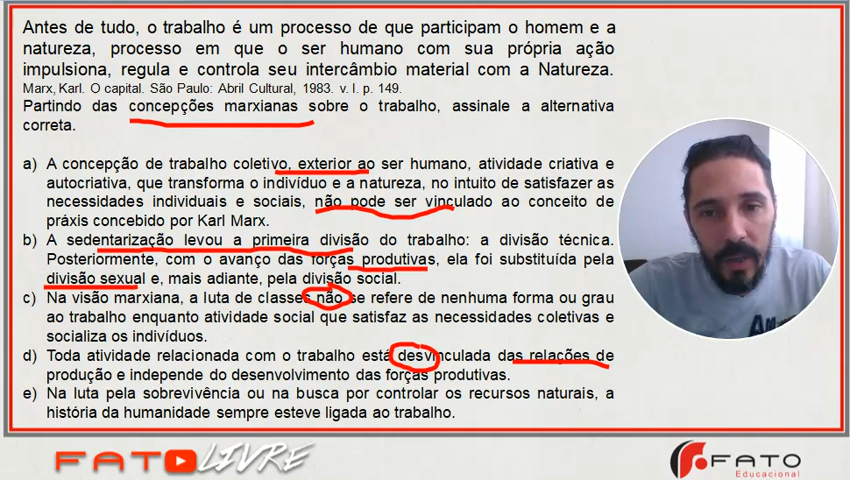 Antes de tudo, o trabalho é um processo de que participam o homem e a
natureza, processo em que o ser humano com sua própria ação
impulsiona, regula e controla seu intercâmbio material com a Natureza.
Marx, Karl. O capital. São Paulo: Abril Cultural, 1983. v. I. p. 149.
Partindo das concepções marxianas sobre o trabalho, assinale a alternativa
correta.
a) A concepção de trabalho coletivo, exterior ao ser humano, atividade criativa e
autocriativa, que transforma o indivíduo e a natureza, no intuito de satisfazer as
necessidades individuais e sociais, não pode ser vinculado ao conceito de
práxis concebido por Karl Marx.
b) A sedentarização levou a primeira divisão do trabalho: a divisão técnica.
Posteriormente, com o avanço das forças produtivas, ela foi substituída pela
divisão sexual e, mais adiante, pela divisão social.
c) Na visão marxiana, a luta de classes não se refere de nenhuma forma ou grau
ao trabalho enquanto atividade social que satisfaz as necessidades coletivas e
socializa os indivíduos.
d) Toda atividade relacionada com o trabalho está desvinculada das relações de
produção e independe do desenvolvimento das forças produtivas.
e) Na luta pela sobrevivência ou na busca por controlar os recursos naturais, a
história da humanidade sempre esteve ligada ao trabalho.
FATO LIVRE
FATO
Educacional